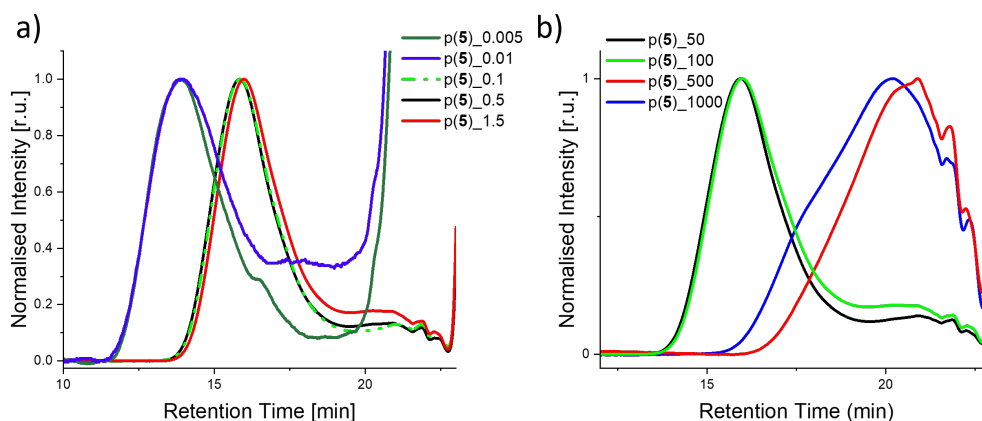 a)
p(5)_0.005
p(5)_0.01
p(5)_0.1
p(5)_0.5
p(5)_1.5
1.0
0.8
0.6
0.4
0.2
0.0
Normalised Intensity [r.u.]
10
15
20
Retention Time [min]
b)
p(5)_50
p(5)_100
p(5)_500
p(5)_1000
1
0
Normalised Intensity [r.u.]
15
20
Retention Time (min)